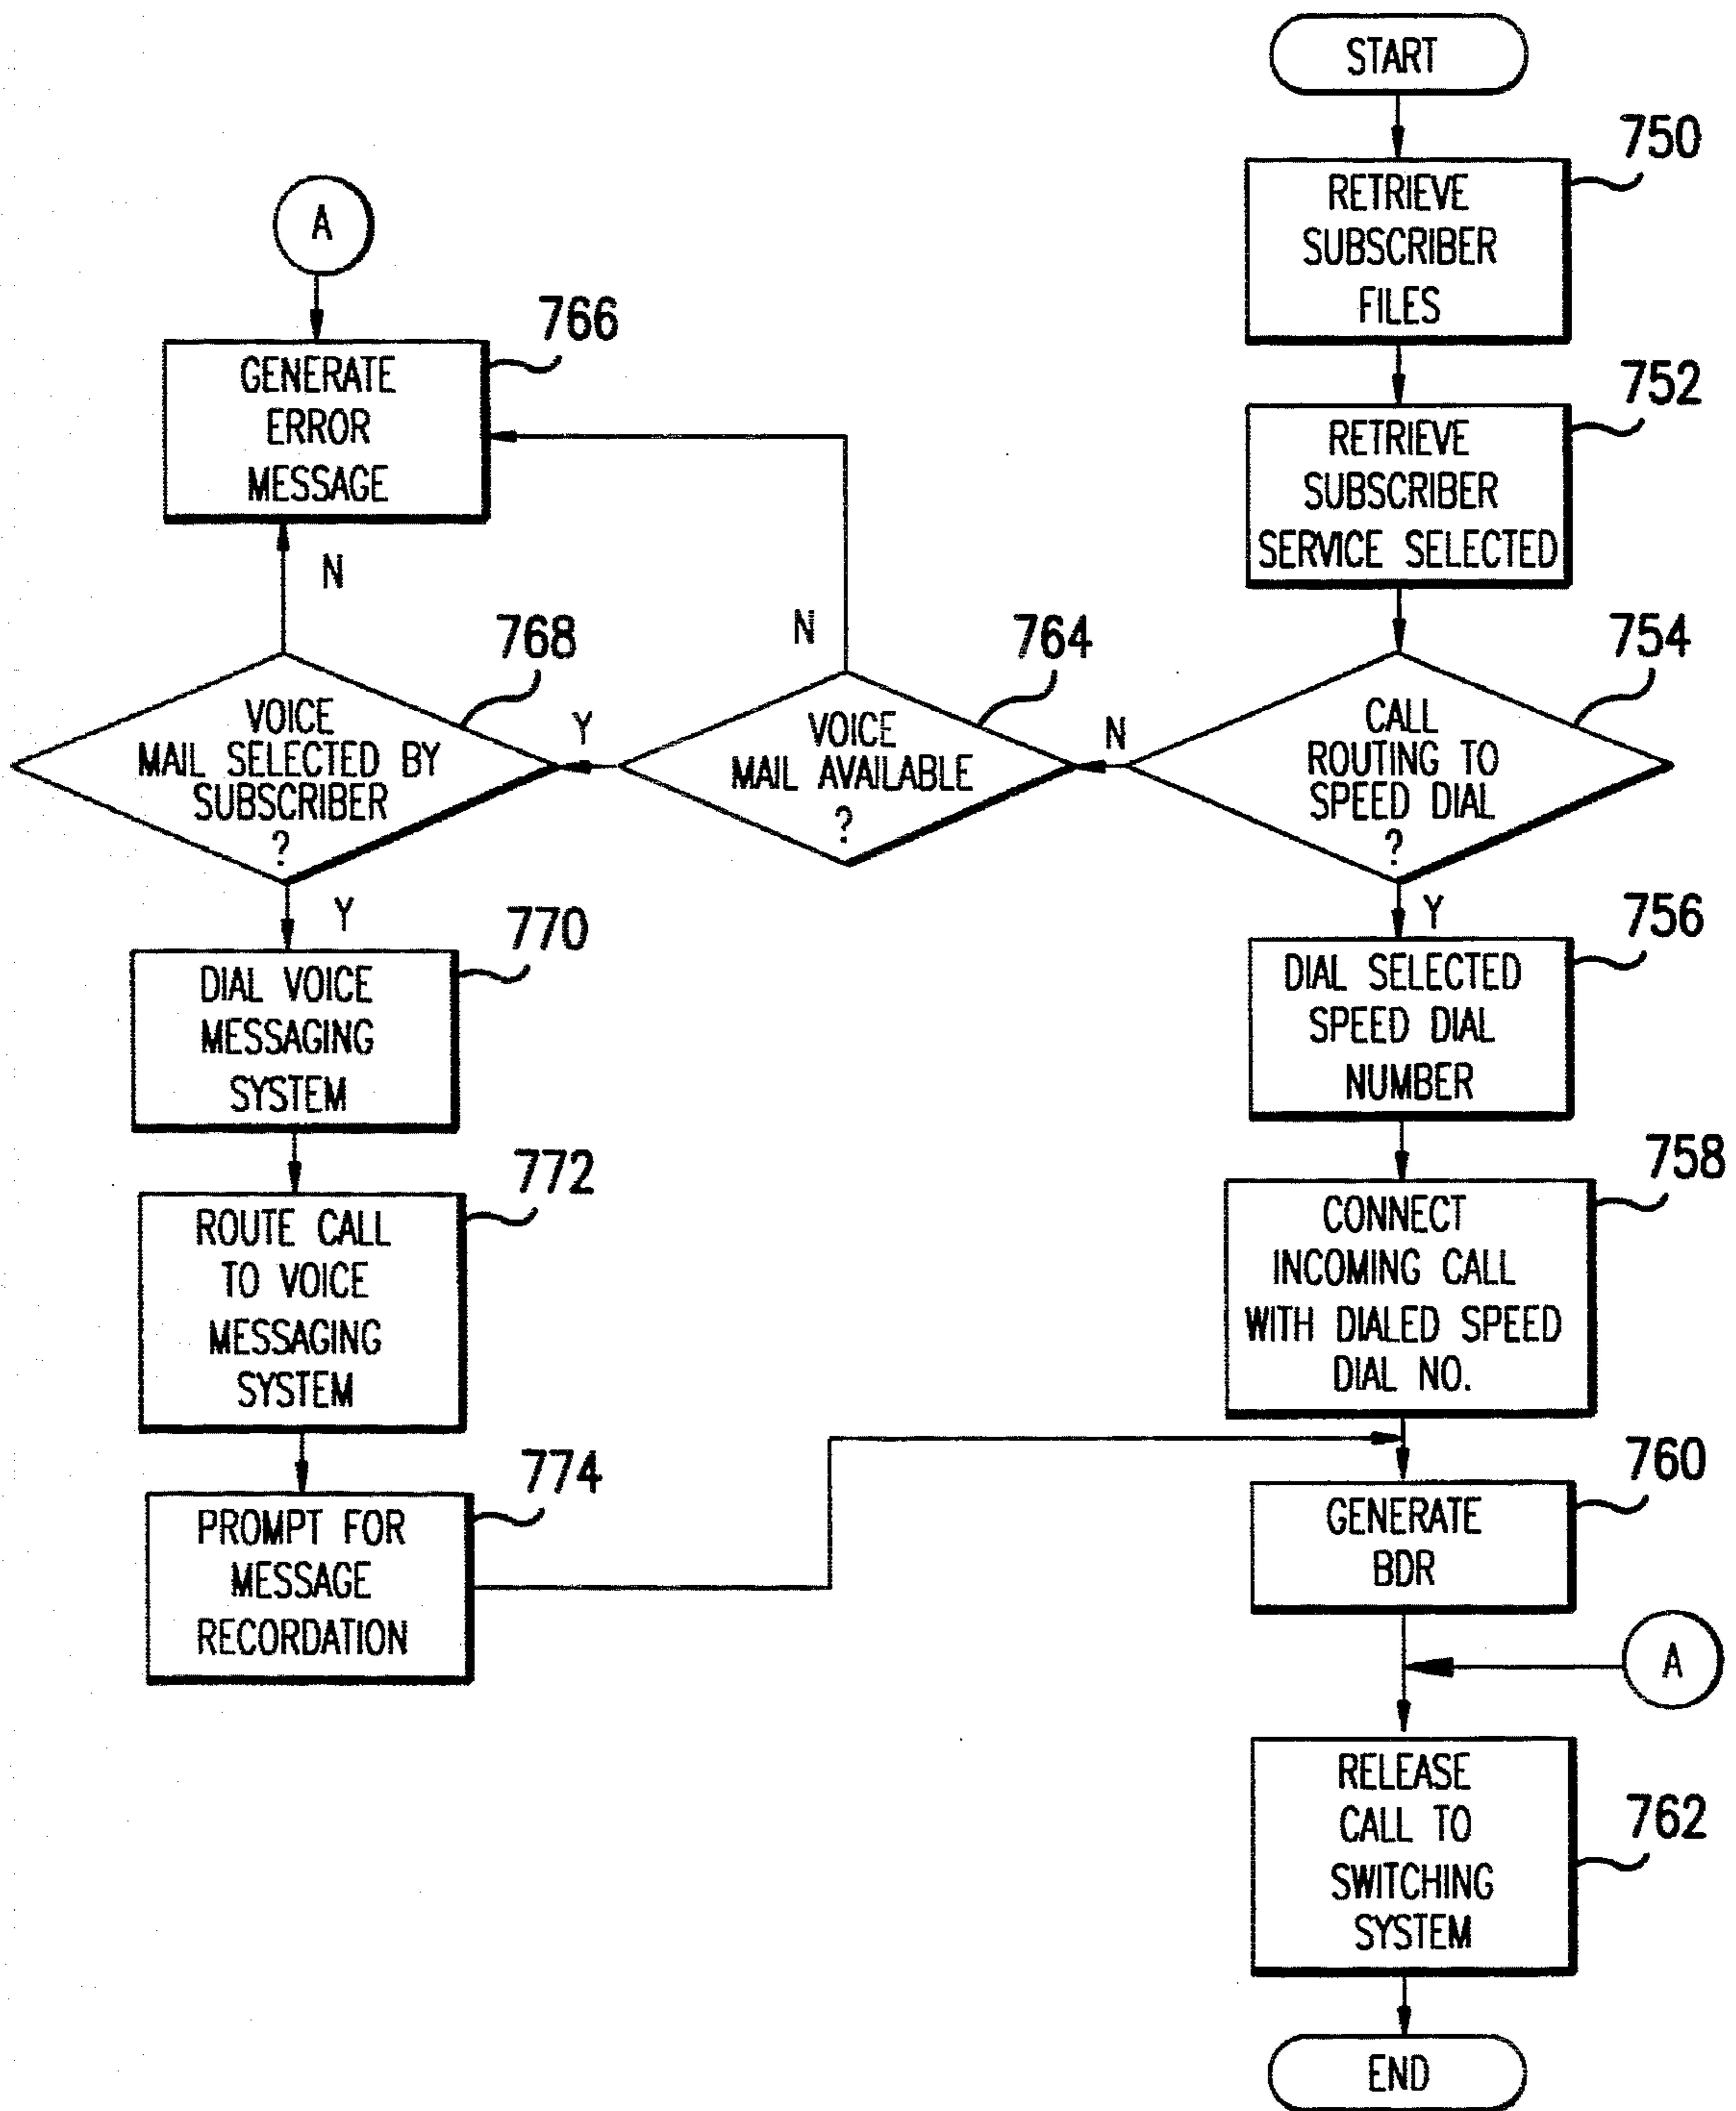 START
750
RETRIEVE
SUBSCRIBER
FILES
752
RETRIEVE
SUBSCRIBER
SERVICE SELECTED
754
CALL
ROUTING TO
SPEED DIAL
?
Y
N
756
DIAL SELECTED
SPEED DIAL
NUMBER
758
CONNECT
INCOMING CALL
WITH DIALED SPEED
DIAL NO.
760
GENERATE
BDR
A
762
RELEASE
CALL TO
SWITCHING
SYSTEM
END
764
VOICE
MAIL AVAILABLE
?
N
Y
A
766
GENERATE
ERROR
MESSAGE
N
768
VOICE
MAIL SELECTED BY
SUBSCRIBER
?
Y
770
DIAL VOICE
MESSAGING
SYSTEM
772
ROUTE CALL
TO VOICE
MESSAGING
SYSTEM
774
PROMPT FOR
MESSAGE
RECORDATION